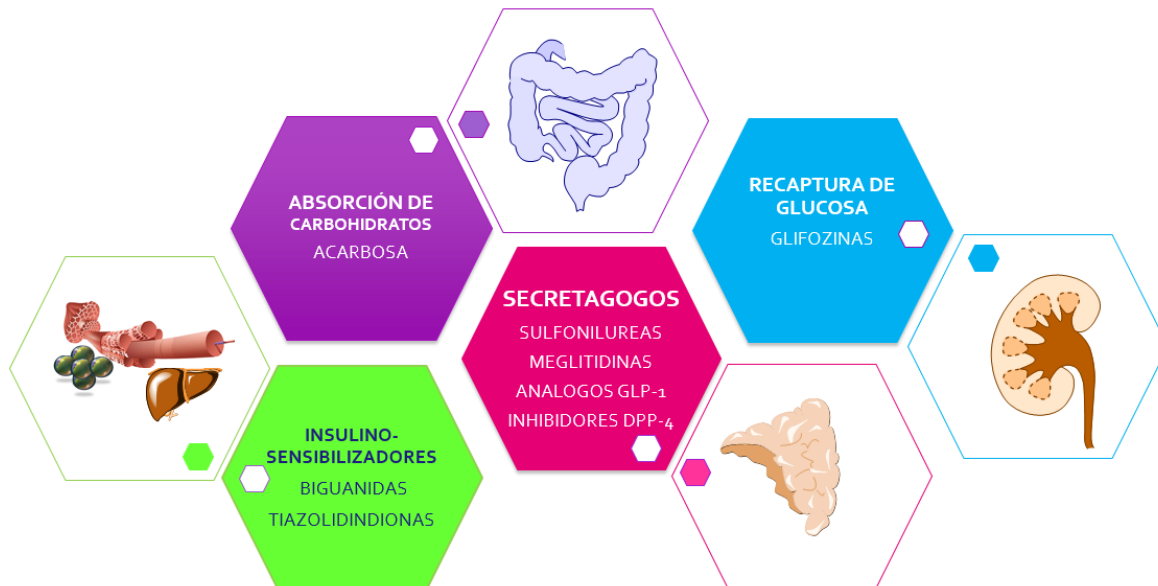 ABSORCIÓN DE
CARBOHIDRATOS
ACARBOSA
RECAPTURA DE
GLUCOSA
GLIFOZINAS
SECRETAGOGOS
SULFONILUREAS
MEGLITIDINAS
ANALOGOS GLP-1
INHIBIDORES DPP-4
INSULINO-
SENSIBILIZADORES
BIGUANIDAS
TIAZOLIDINDIONAS